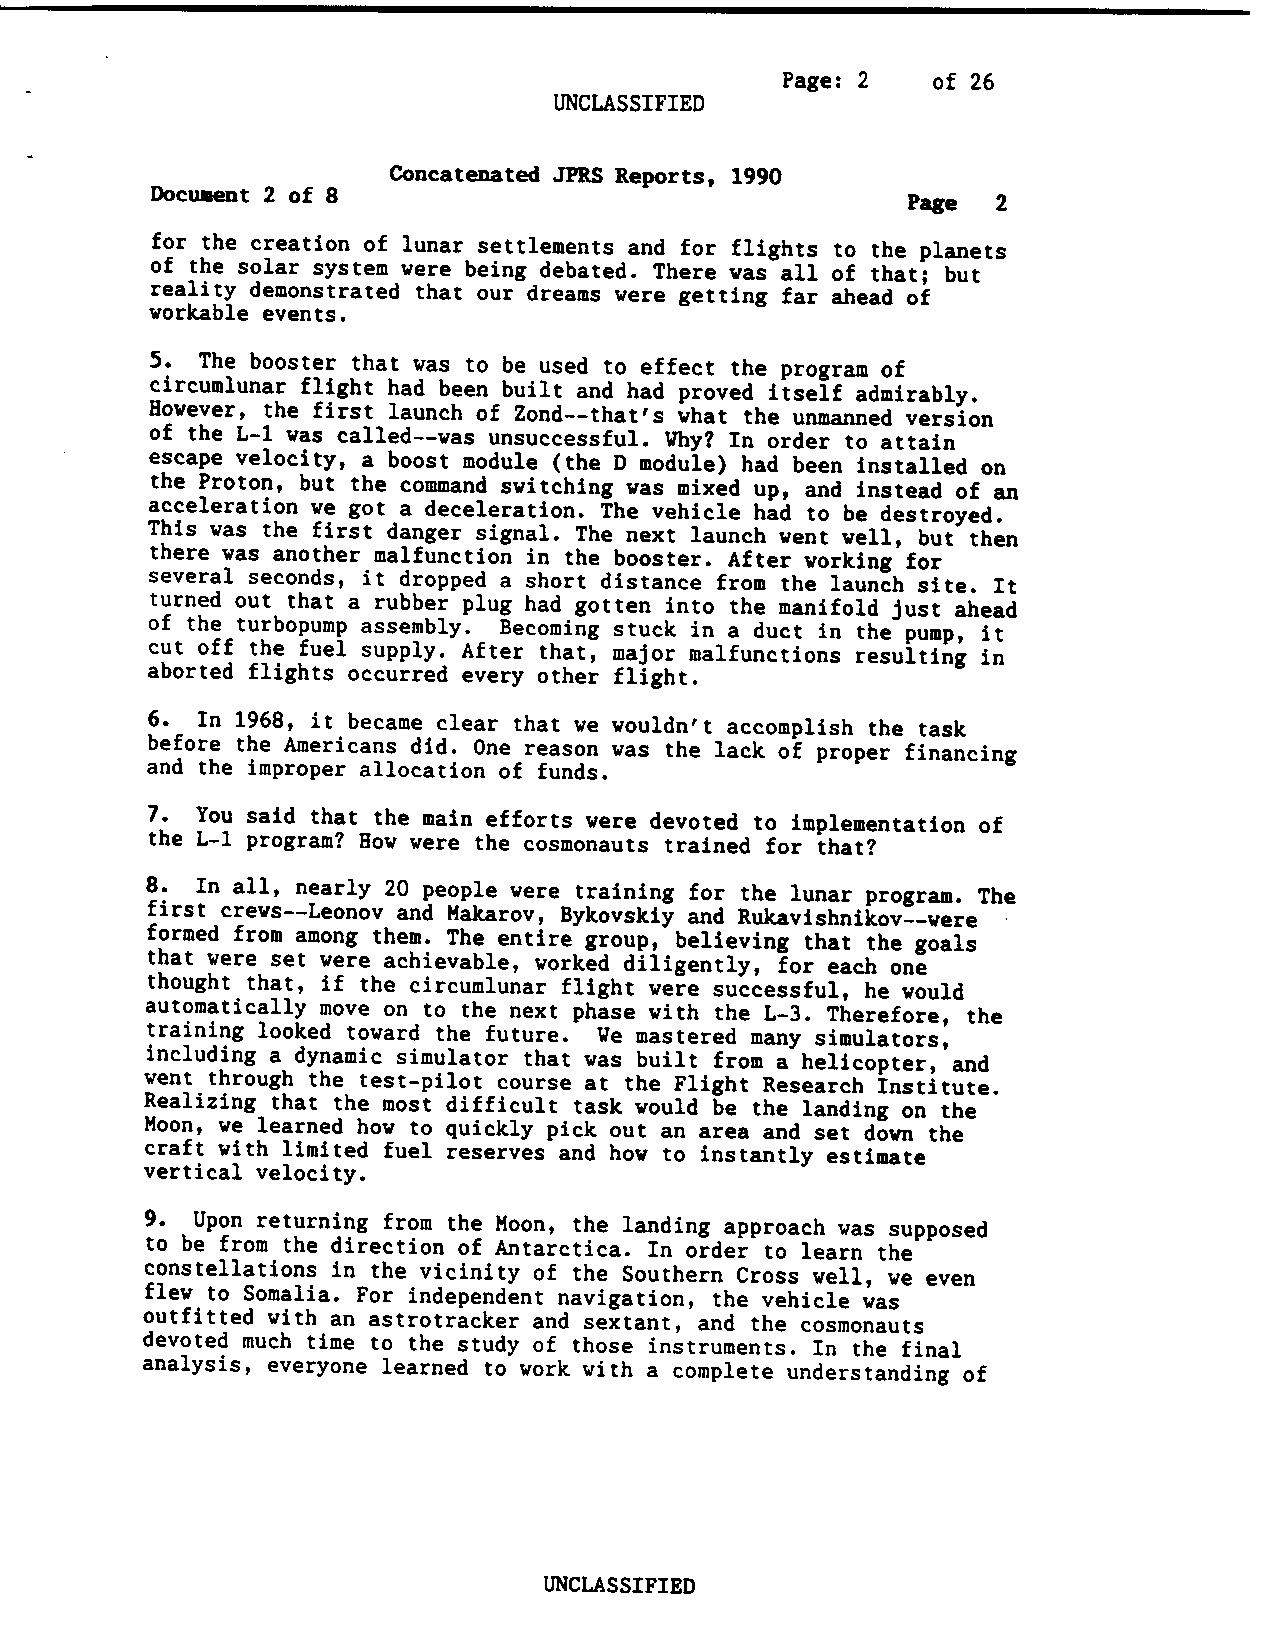 Page: 2 of 26
UNCLASSIFIED
Concatenated JPRS Reports, 1990
Document 2 of 8
Page 2
for the creation of lunar settlements and for flights to the planets
of the solar system were being debated. There was all of that; but
reality demonstrated that our dreams were getting far ahead of
workable events.
5. The booster that was to be used to effect the program of
circumlunar flight had been built and had proved itself admirably.
However, the first launch of Zond--that's what the unmanned version
of the L-1 was called--was unsuccessful. Why? In order to attain
escape velocity, a boost module (the D module) had been installed on
the Proton, but the command switching was mixed up, and instead of an
acceleration we got a deceleration. The vehicle had to be destroyed.
This was the first danger signal. The next launch went well, but then
there was another malfunction in the booster. After working for
several seconds, it dropped a short distance from the launch site. It
turned out that a rubber plug had gotten into the manifold just ahead
of the turbopump assembly. Becoming stuck in a duct in the pump, it
cut off the fuel supply. After that, major malfunctions resulting in
aborted flights occurred every other flight.
6. In 1968, it became clear that we wouldn't accomplish the task
before the Americans did. One reason was the lack of proper financing
and the improper allocation of funds.
7. You said that the main efforts were devoted to implementation of
the L-1 program? How were the cosmonauts trained for that?
8. In all, nearly 20 people were training for the lunar program. The
first crews--Leonov and Makarov, Bykovskiy and Rukavishnikov--were
formed from among them. The entire group, believing that the goals
that were set were achievable, worked diligently, for each one
thought that, if the circumlunar flight were successful, he would
automatically move on to the next phase with the L-3. Therefore, the
training looked toward the future. We mastered many simulators,
including a dynamic simulator that was built from a helicopter, and
went through the test-pilot course at the Flight Research Institute.
Realizing that the most difficult task would be the landing on the
Moon, we learned how to quickly pick out an area and set down the
craft with limited fuel reserves and how to instantly estimate
vertical velocity.
9. Upon returning from the Moon, the landing approach was supposed
to be from the direction of Antarctica. In order to learn the
constellations in the vicinity of the Southern Cross well, we even
flew to Somalia. For independent navigation, the vehicle was
outfitted with an astrotracker and sextant, and the cosmonauts
devoted much time to the study of those instruments. In the final
analysis, everyone learned to work with a complete understanding of
UNCLASSIFIED